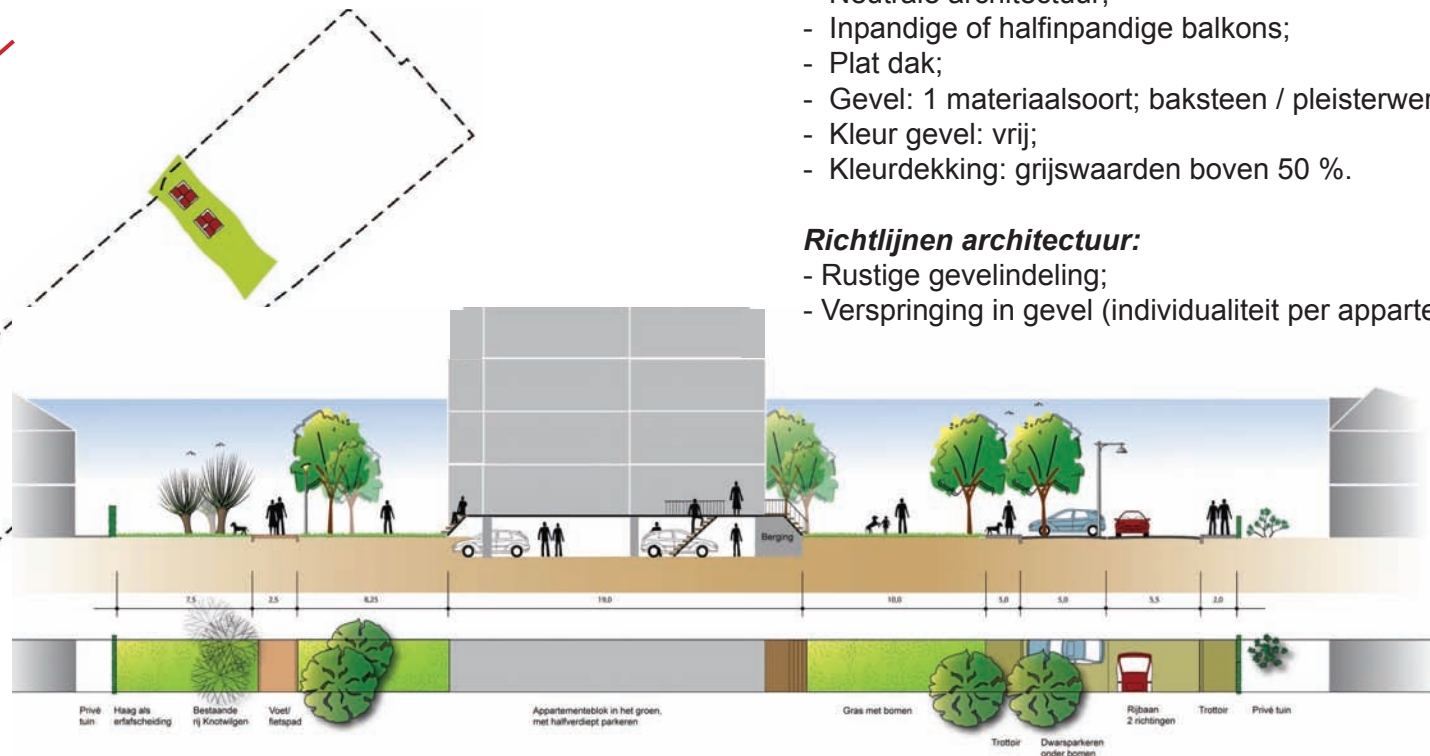 - Inpandige of halfinpandige balkons;
- Plat dak;
- Gevel: 1 materiaalsoort; baksteen / pleisterwer
- Kleur gevel: vrij;
- Kleurdekking: grijswaarden boven 50 %.
Richtlijnen architectuur:
- Rustige gevelindeling;
- Verspringing in gevel (individualiteit per apparte
Berging
7,5 2,5 8,25 19,0 10,0 5,0 5,0 5,5 2,0
Privé
tuin
Haag als
erfafscheiding
Bestaande
rij Knotwilgen
Voet/
fietspad
Appartementeblok in het groen,
met halfverdiept parkeren
Gras met bomen
Trottoir
Dwarsparkeren
onder bomen
Rijbaan
2 richtingen
Trottoir
Privé tuin